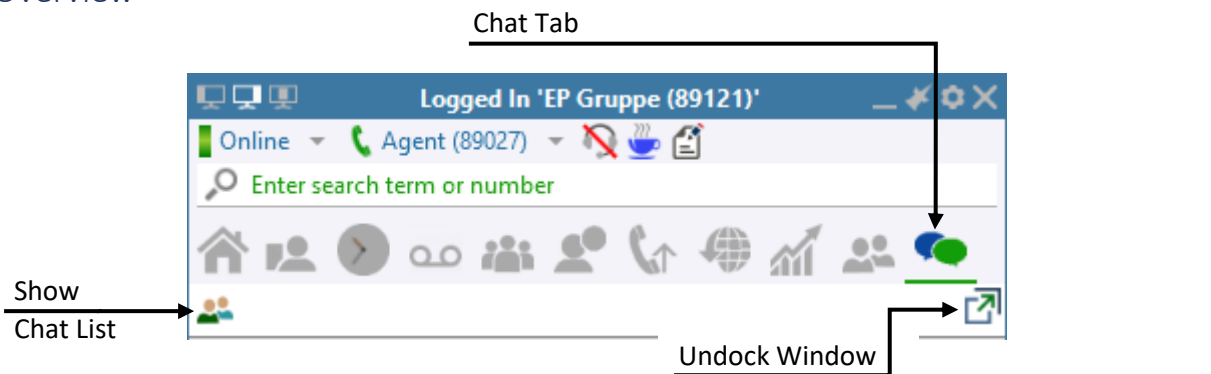 Overview
Chat Tab
Logged In 'EP Gruppe (89121)'
Online Agent (89027)
Enter search term or number
Show
Chat List
Undock Window